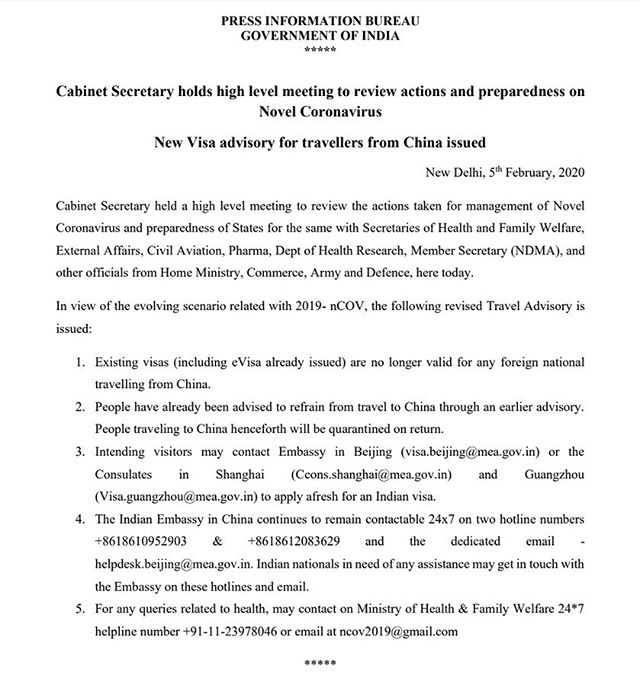 PRESS INFORMATION BUREAU
GOVERNMENT OF INDIA
*****
Cabinet Secretary holds high level meeting to review actions and preparedness on
Novel Coronavirus
New Visa advisory for travellers from China issued
New Delhi, 5th February, 2020
Cabinet Secretary held a high level meeting to review the actions taken for management of Novel
Coronavirus and preparedness of States for the same with Secretaries of Health and Family Welfare,
External Affairs, Civil Aviation, Pharma, Dept of Health Research, Member Secretary (NDMA), and
other officials from Home Ministry, Commerce, Army and Defence, here today.
In view of the evolving scenario related with 2019- nCOV, the following revised Travel Advisory is
issued:
1. Existing visas (including eVisa already issued) are no longer valid for any foreign national
travelling from China.
2. People have already been advised to refrain from travel to China through an earlier advisory.
People traveling to China henceforth will be quarantined on return.
3. Intending visitors may contact Embassy in Beijing (visa.beijing@mea.gov.in) or the
Consulates in Shanghai (Ccons.shanghai@mea.gov.in) and Guangzhou
(Visa.guangzhou@mea.gov.in) to apply afresh for an Indian visa.
4. The Indian Embassy in China continues to remain contactable 24x7 on two hotline numbers
+8618610952903 & +8618612083629 and the dedicated email -
helpdesk.beijing@mea.gov.in. Indian nationals in need of any assistance may get in touch with
the Embassy on these hotlines and email.
5. For any queries related to health, may contact on Ministry of Health & Family Welfare 24*7
helpline number +91-11-23978046 or email at ncov2019@gmail.com
*****